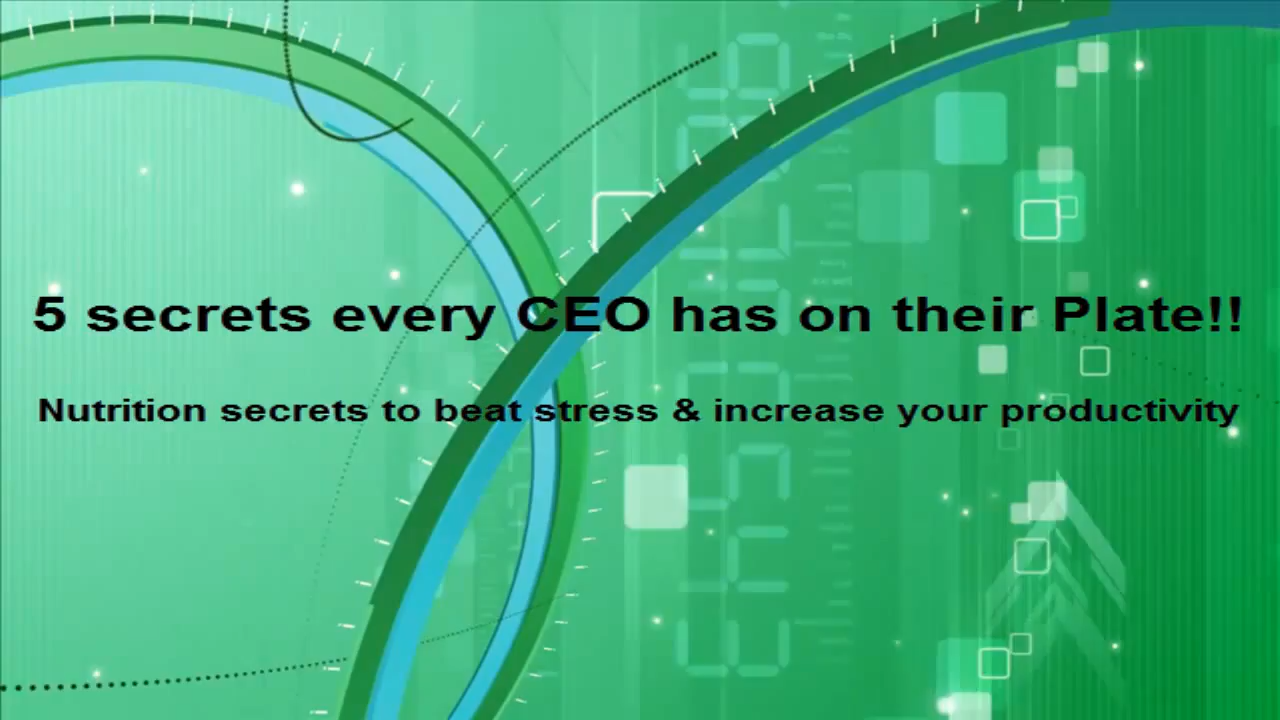 5 secrets every CEO has on their Plate!!
Nutrition secrets to beat stress & increase your productivity